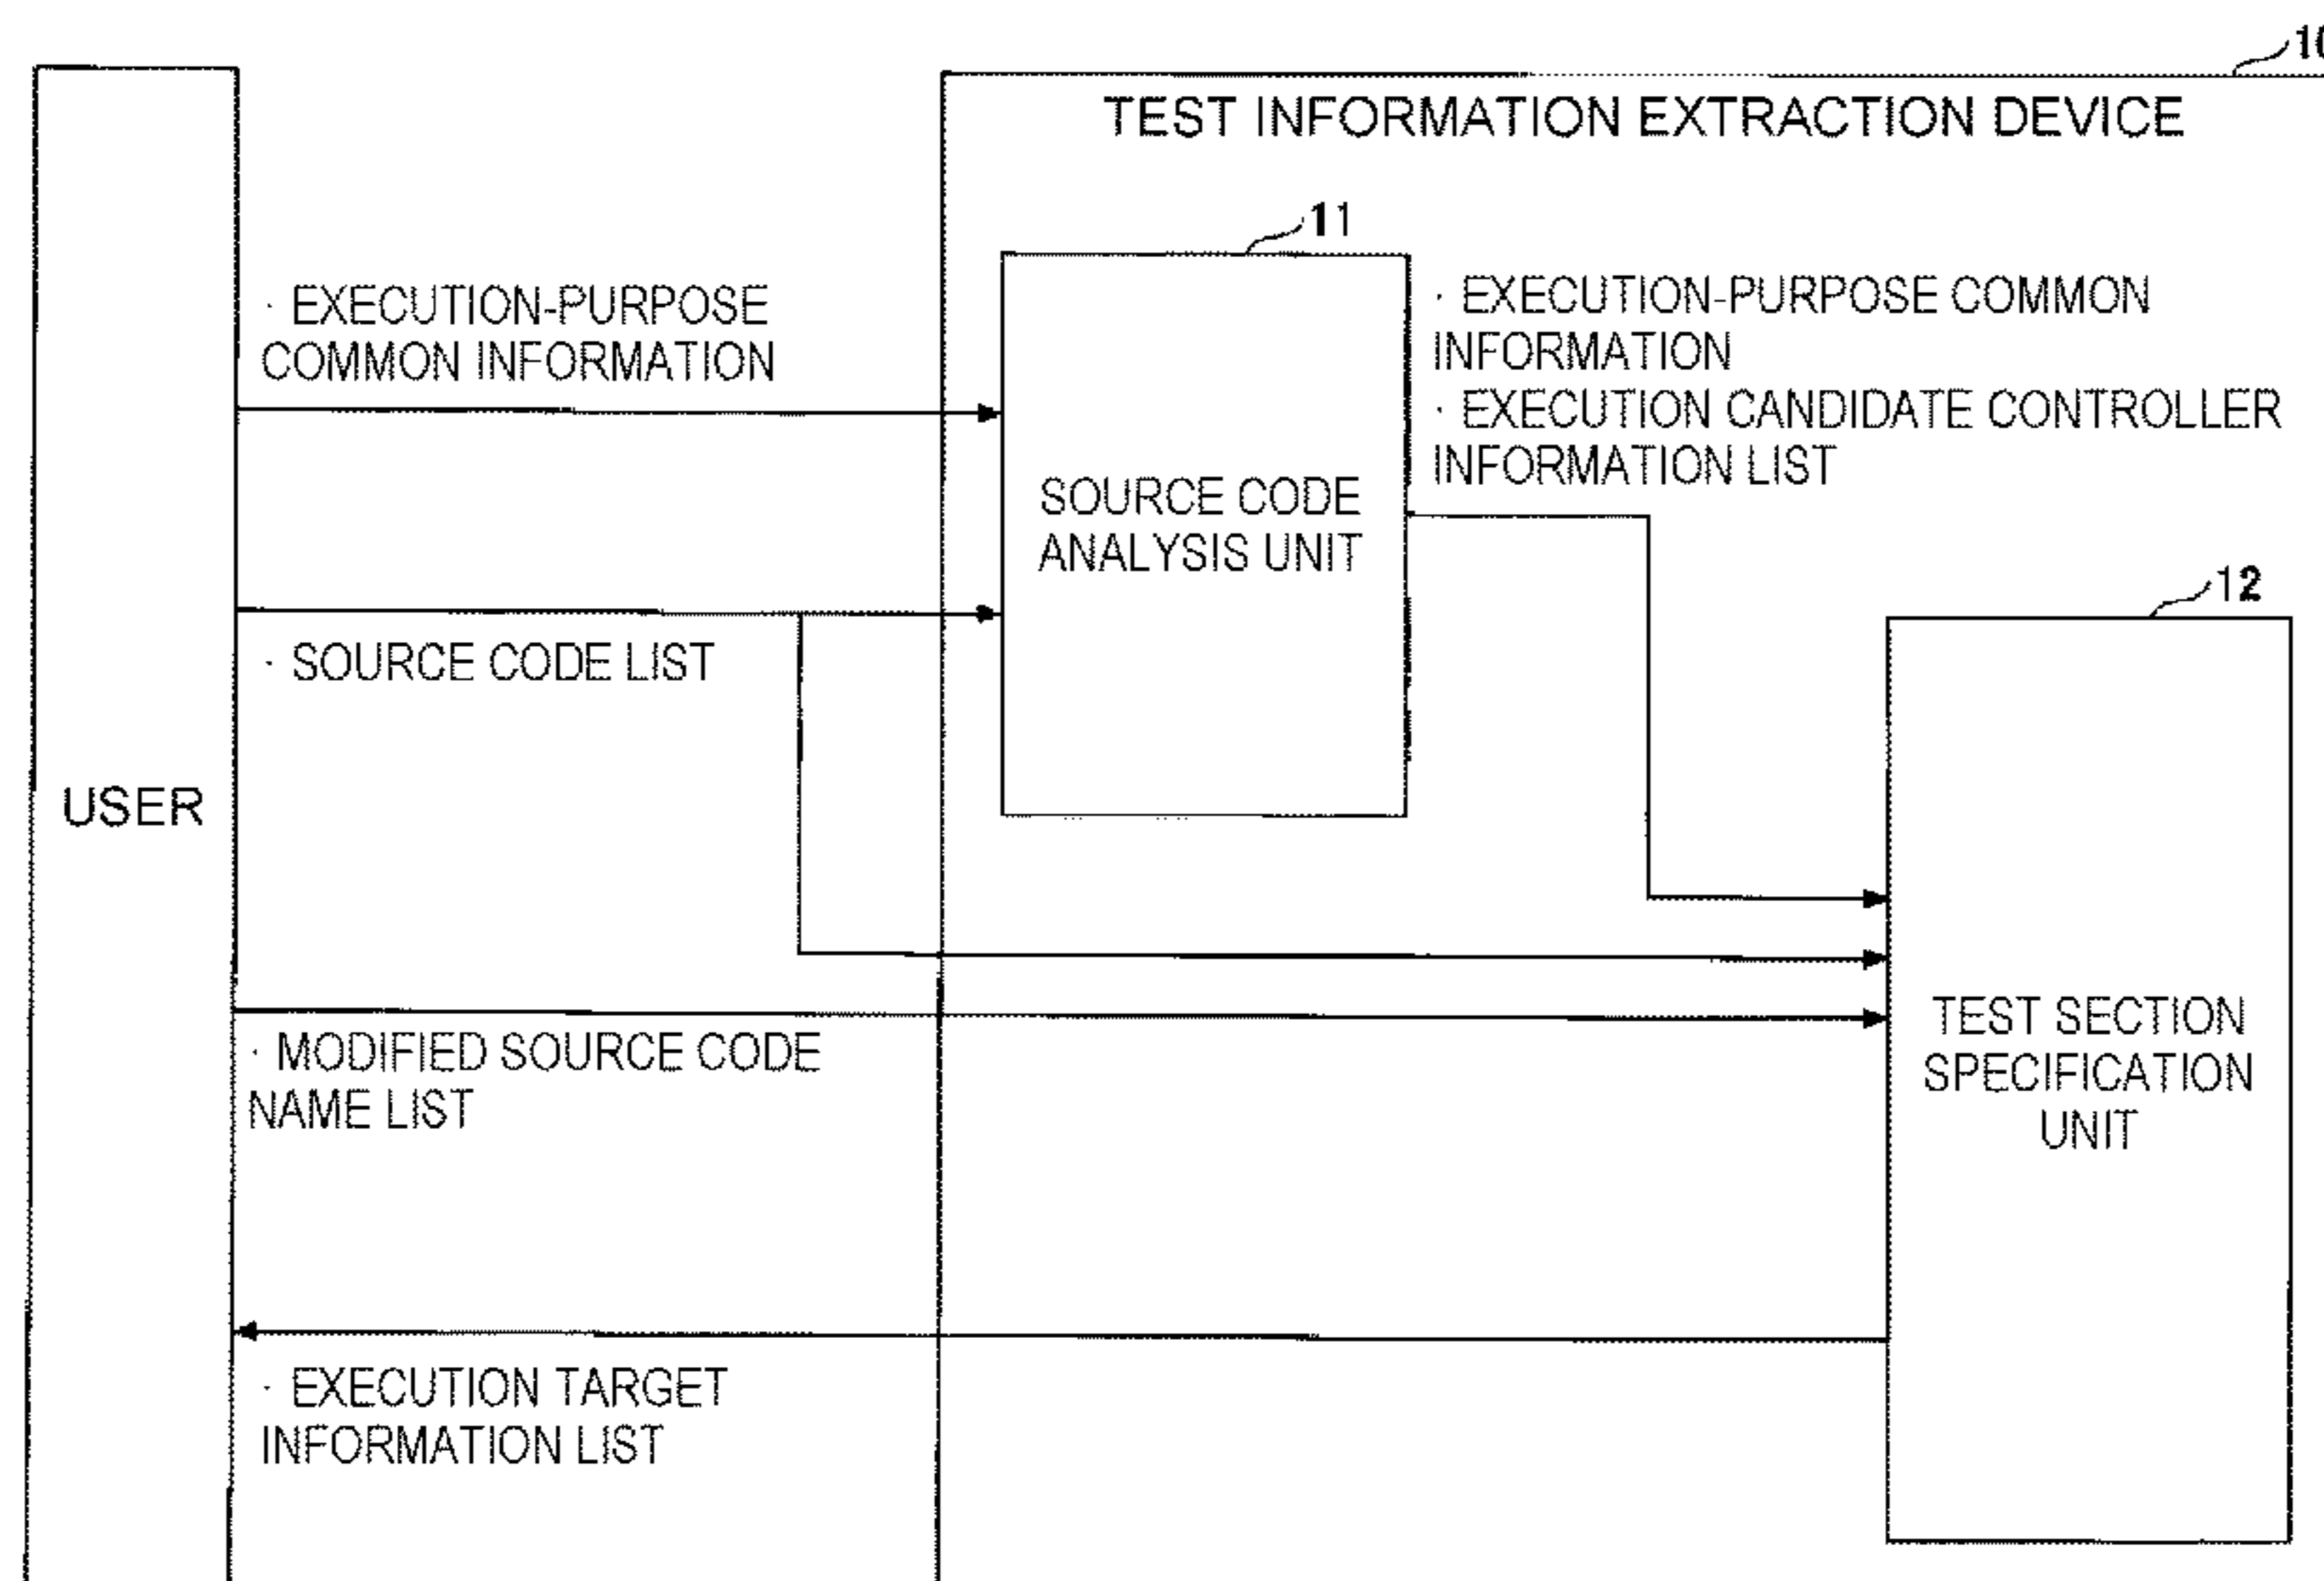 10
TEST INFORMATION EXTRACTION DEVICE
11
· EXECUTION-PURPOSE
COMMON INFORMATION
· EXECUTION-PURPOSE COMMON
INFORMATION
· EXECUTION CANDIDATE CONTROLLER
INFORMATION LIST
SOURCE CODE
ANALYSIS UNIT
12
· SOURCE CODE LIST
USER
TEST SECTION
SPECIFICATION
UNIT
· MODIFIED SOURCE CODE
NAME LIST
· EXECUTION TARGET
INFORMATION LIST